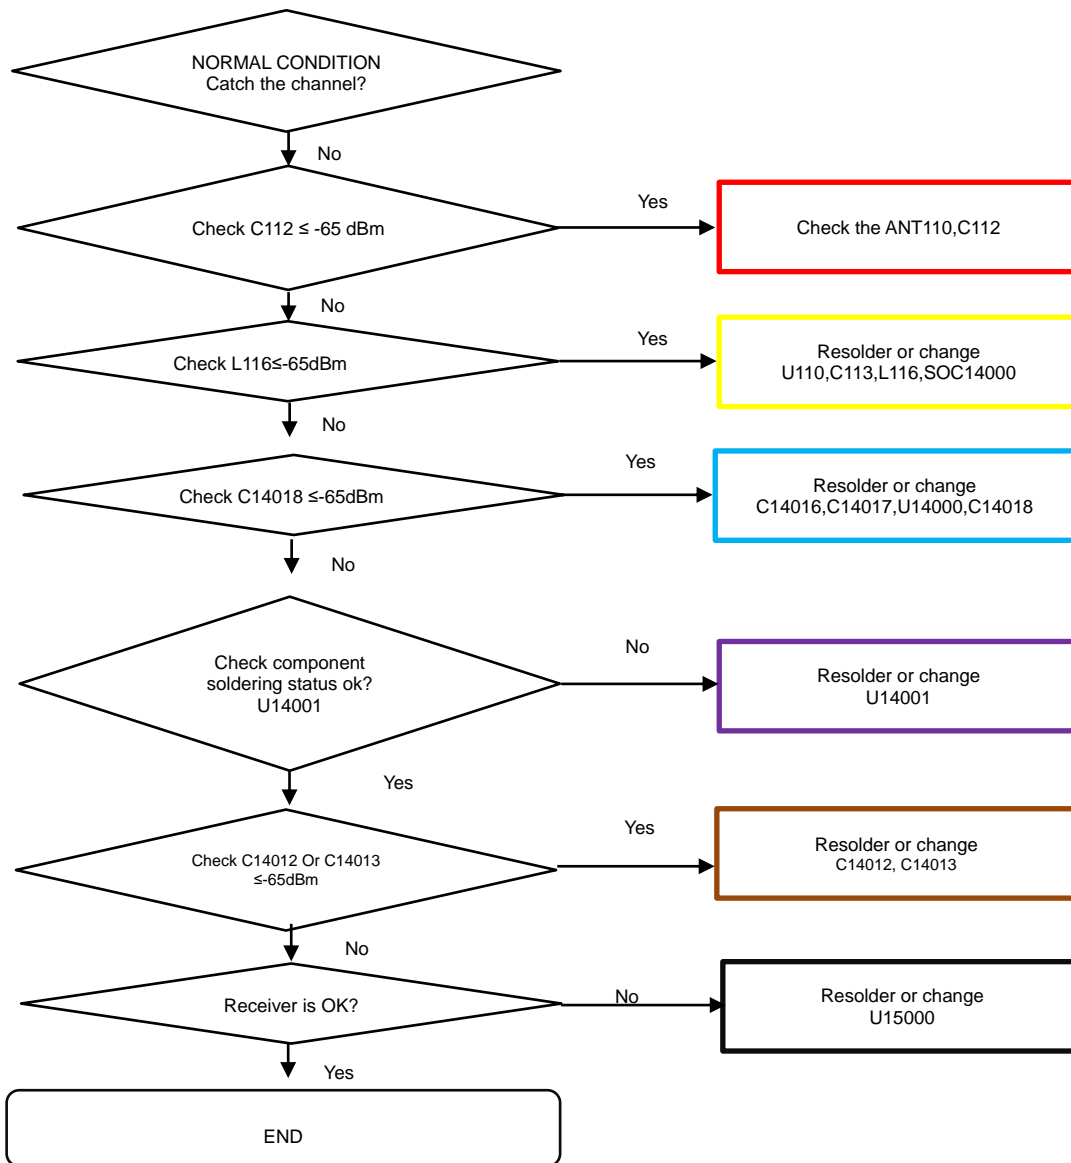 NORMAL CONDITION
Catch the channel?
No
Yes
Check C112 ≤ -65 dBm
Check the ANT110,C112
No
Yes
Check L116≤-65dBm
Resolder or change
U110,C113,L116,SOC14000
No
Yes
Check C14018 ≤-65dBm
Resolder or change
C14016,C14017,U14000,C14018
No
Check component
soldering status ok?
U14001
No
Resolder or change
U14001
Yes
Yes
Check C14012 Or C14013
≤-65dBm
Resolder or change
C14012, C14013
No
Receiver is OK?
No
Resolder or change
U15000
Yes
END